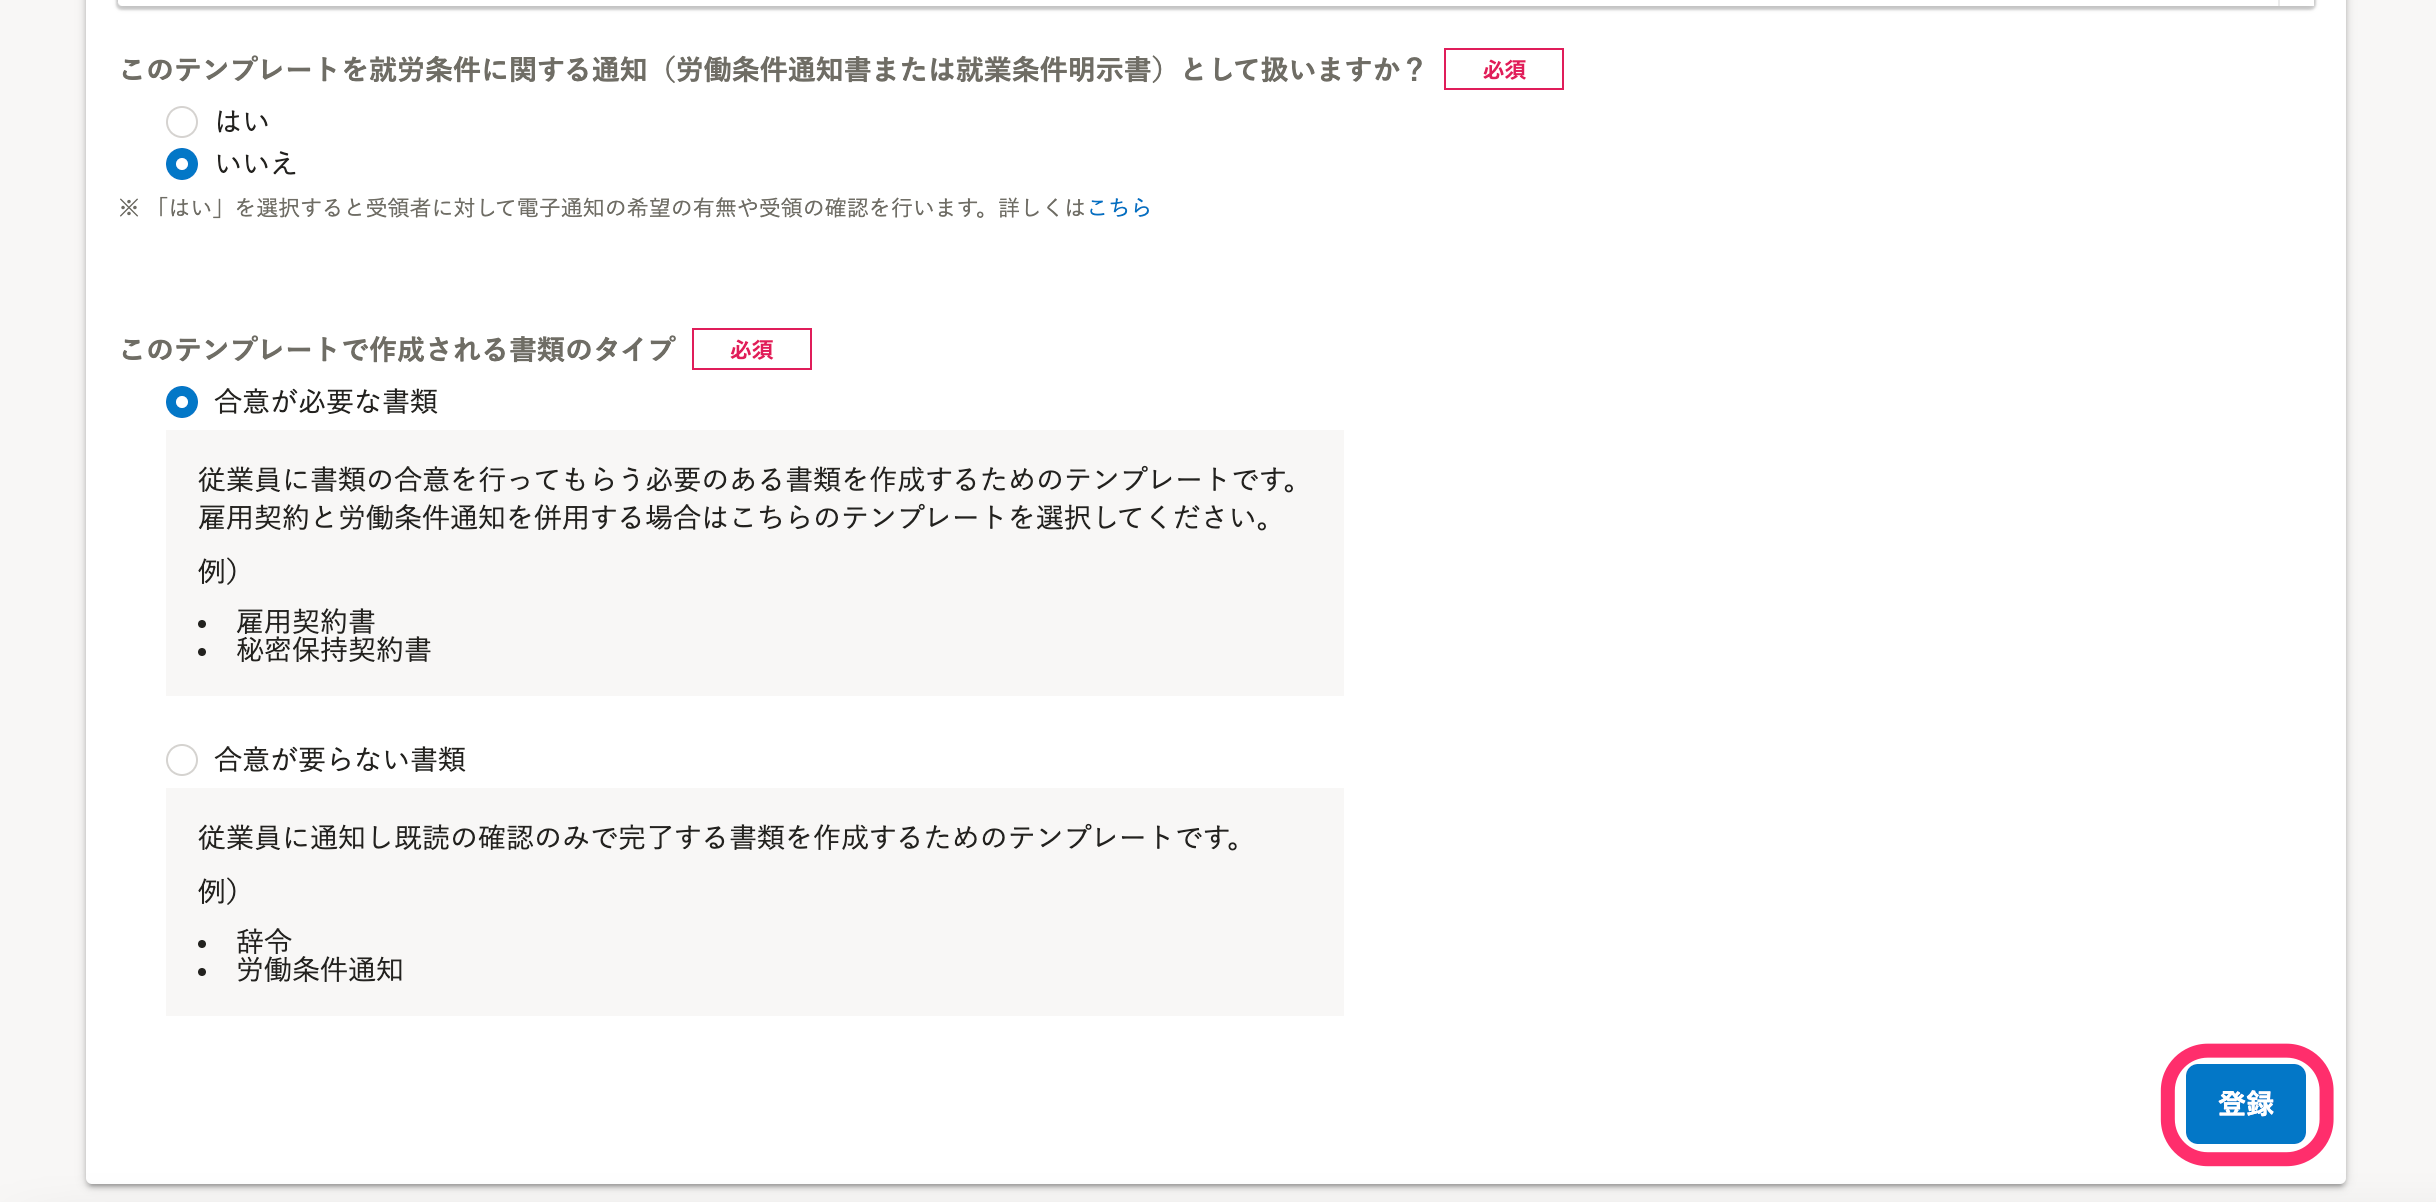 このテンプレートを就労条件に関する通知（労働条件通知書または就業条件明示書）として扱いますか？ 必須
はい
いいえ
※ 「はい」を選択すると受領者に対して電子通知の希望の有無や受領の確認を行います。詳しくはこちら
このテンプレートで作成される書類のタイプ 必須
合意が必要な書類
従業員に書類の合意を行ってもらう必要のある書類を作成するためのテンプレートです。
雇用契約と労働条件通知を併用する場合はこちらのテンプレートを選択してください。
例）
• 雇用契約書
• 秘密保持契約書
合意が要らない書類
従業員に通知し既読の確認のみで完了する書類を作成するためのテンプレートです。
例）
• 辞令
• 労働条件通知
登録